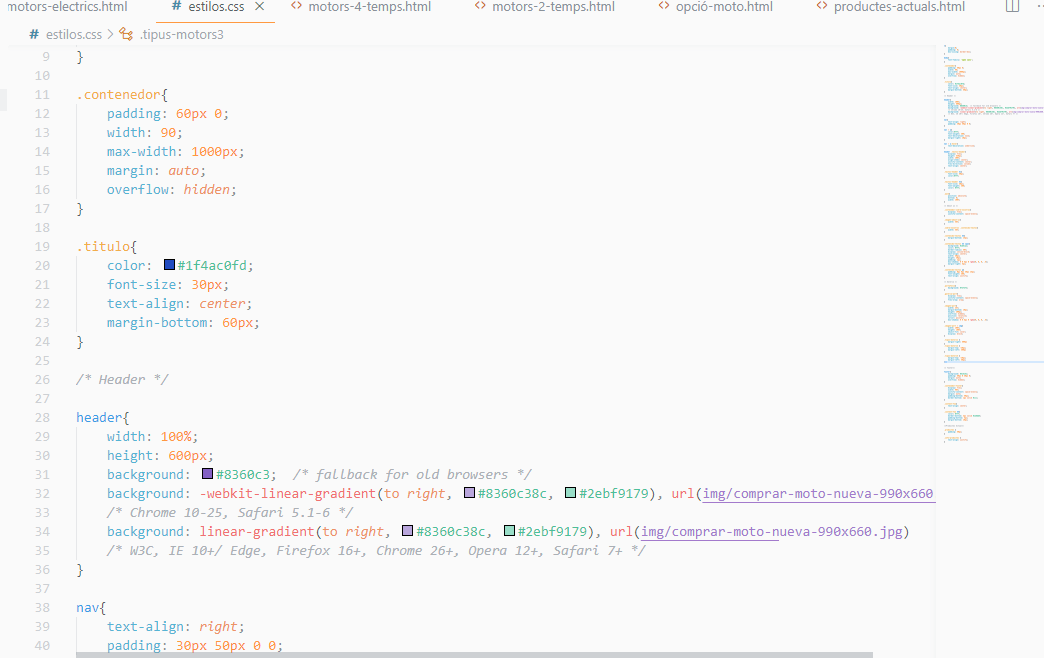 motors-electrics.html # estilos.css × <> motors-4-temps.html <> motors-2-temps.html <> opció-moto.html <> productes-actuals.html
# estilos.css > .tipus-motors3
9 }
10
11 .contenedor{
12 padding: 60px 0;
13 width: 90;
14 max-width: 1000px;
15 margin: auto;
16 overflow: hidden;
17 }
18
19 .titulo{
20 color: #1f4ac0fd;
21 font-size: 30px;
22 text-align: center;
23 margin-bottom: 60px;
24 }
25
26 /* Header */
27
28 header{
29 width: 100%;
30 height: 600px;
31 background: #8360c3; /* fallback for old browsers */
32 background: -webkit-linear-gradient(to right, #8360c38c, #2ebf9179), url(img/comprar-moto-nueva-990x660
33 /* Chrome 10-25, Safari 5.1-6 */
34 background: linear-gradient(to right, #8360c38c, #2ebf9179), url(img/comprar-moto-nueva-990x660.jpg)
35 /* W3C, IE 10+/ Edge, Firefox 16+, Chrome 26+, Opera 12+, Safari 7+ */
36 }
37
38 nav{
39 text-align: right;
40 padding: 30px 50px 0 0;